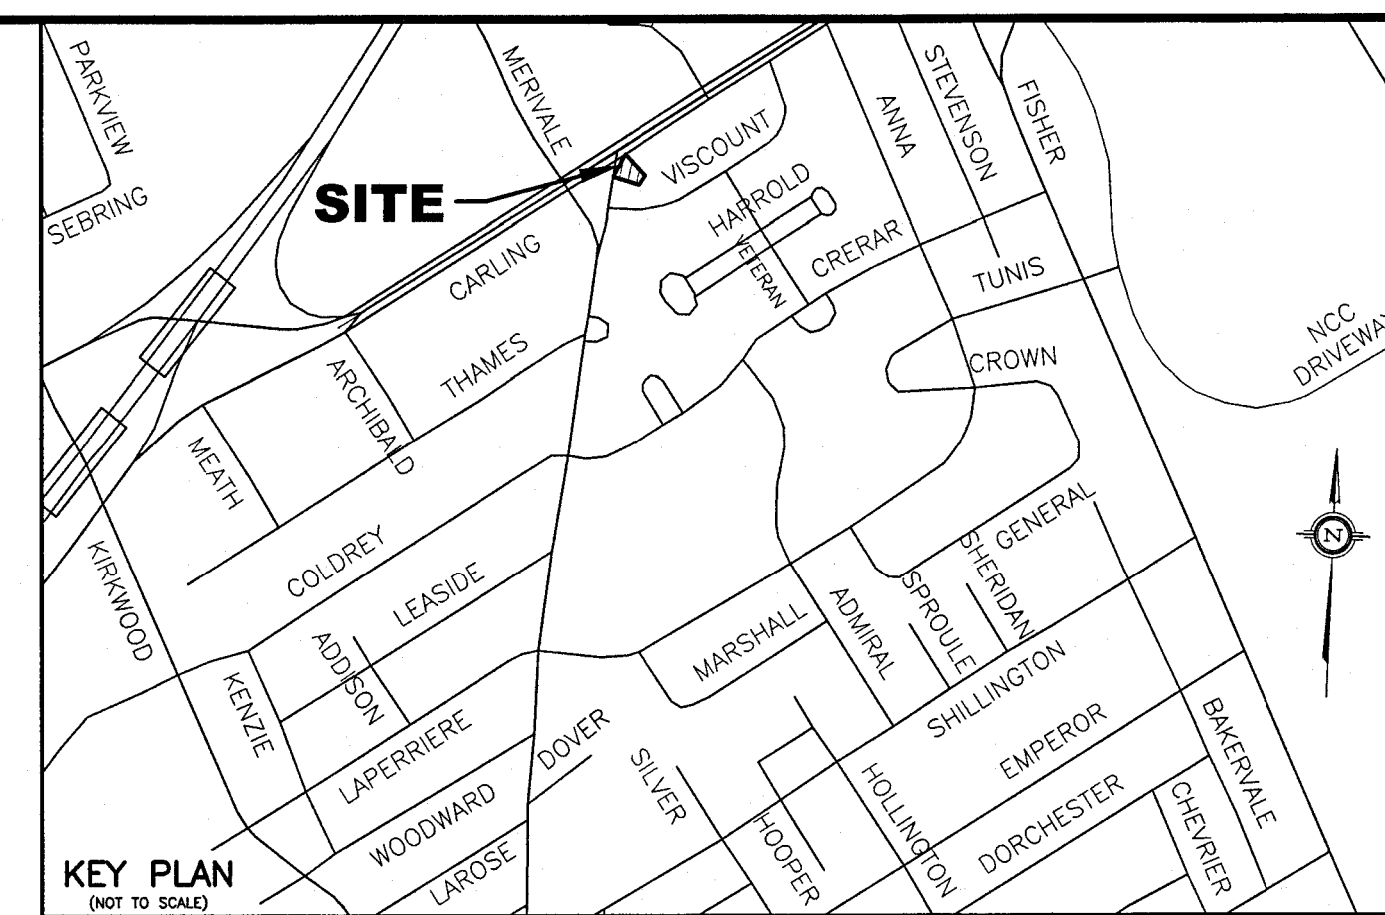 PARKVIEW
SEBRING
MERIVALE
SITE
VISCOUNT
ANNA
STEVENSON
FISHER
HARROLD
VETERAN
CRERAR
TUNIS
CARLING
NCC
DRIVEWAY
ARCHIBALD
THAMES
CROWN
MEATH
KIRKWOOD
COLDREY
LEASIDE
GENERAL
SHERIDAN
SPROULE
ADMIRAL
MARSHALL
ADDISON
KENZIE
SHILLINGTON
LAPERRIERE
DOVER
EMPEROR
BAKERVALE
SILVER
HOLLINGTON
WOODWARD
LAROSE
HOOPER
DORCHESTER
CHEVRIER
N
KEY PLAN
(NOT TO SCALE)